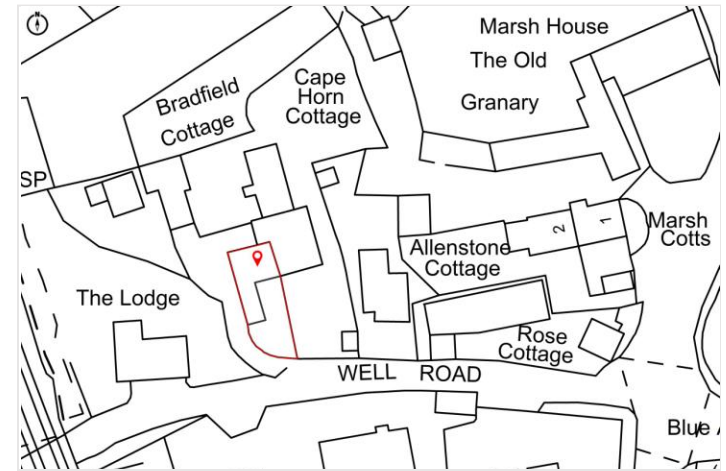 N
Marsh House
The Old
Granary
Cape
Horn
Cottage
Bradfield
Cottage
SP
2
1
Marsh
Cotts
Allenstone
Cottage
The Lodge
Rose
Cottage
WELL ROAD
Blue A